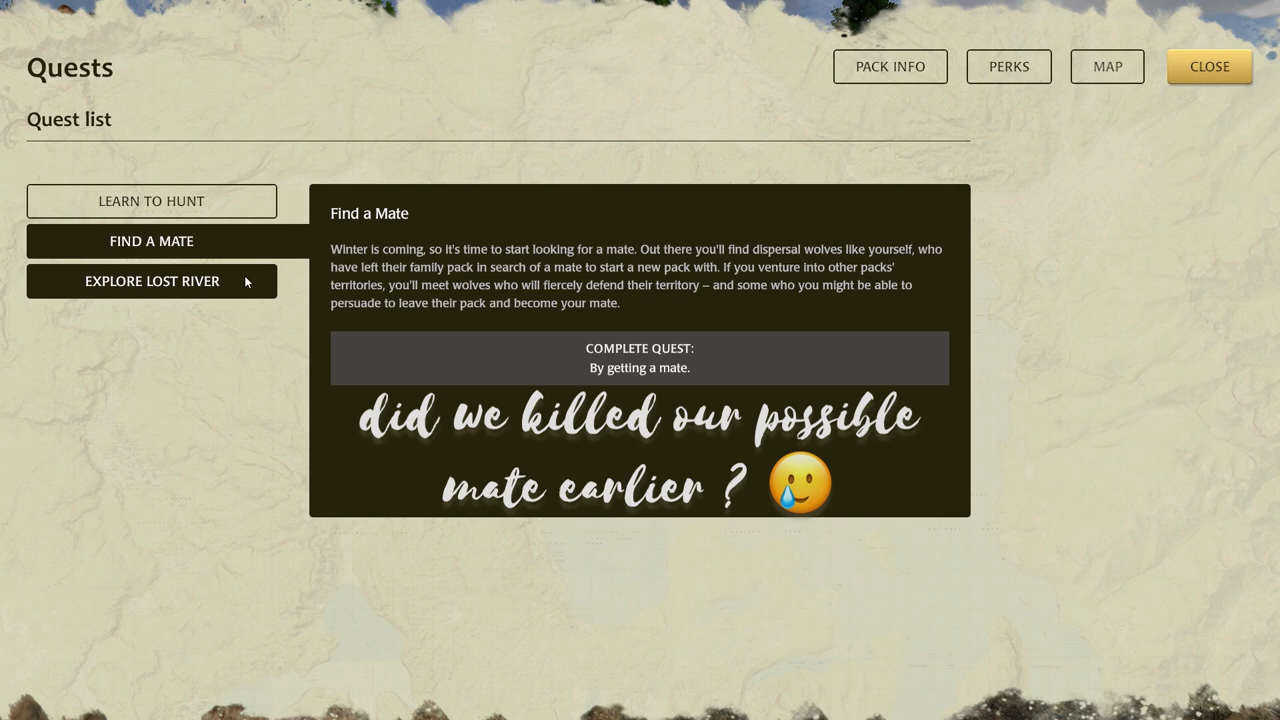 Quests
PACK INFO
PERKS
MAP
CLOSE
Quest list
LEARN TO HUNT
FIND A MATE
EXPLORE LOST RIVER
Find a Mate
Winter is coming, so it's time to start looking for a mate. Out there you'll find dispersal wolves like yourself, who
have left their family pack in search of a mate to start a new pack with. If you venture into other packs'
territories, you'll meet wolves who will fiercely defend their territory – and some who you might be able to
persuade to leave their pack and become your mate.
COMPLETE QUEST:
By getting a mate.
did we killed our possible
mate earlier ? 🥲